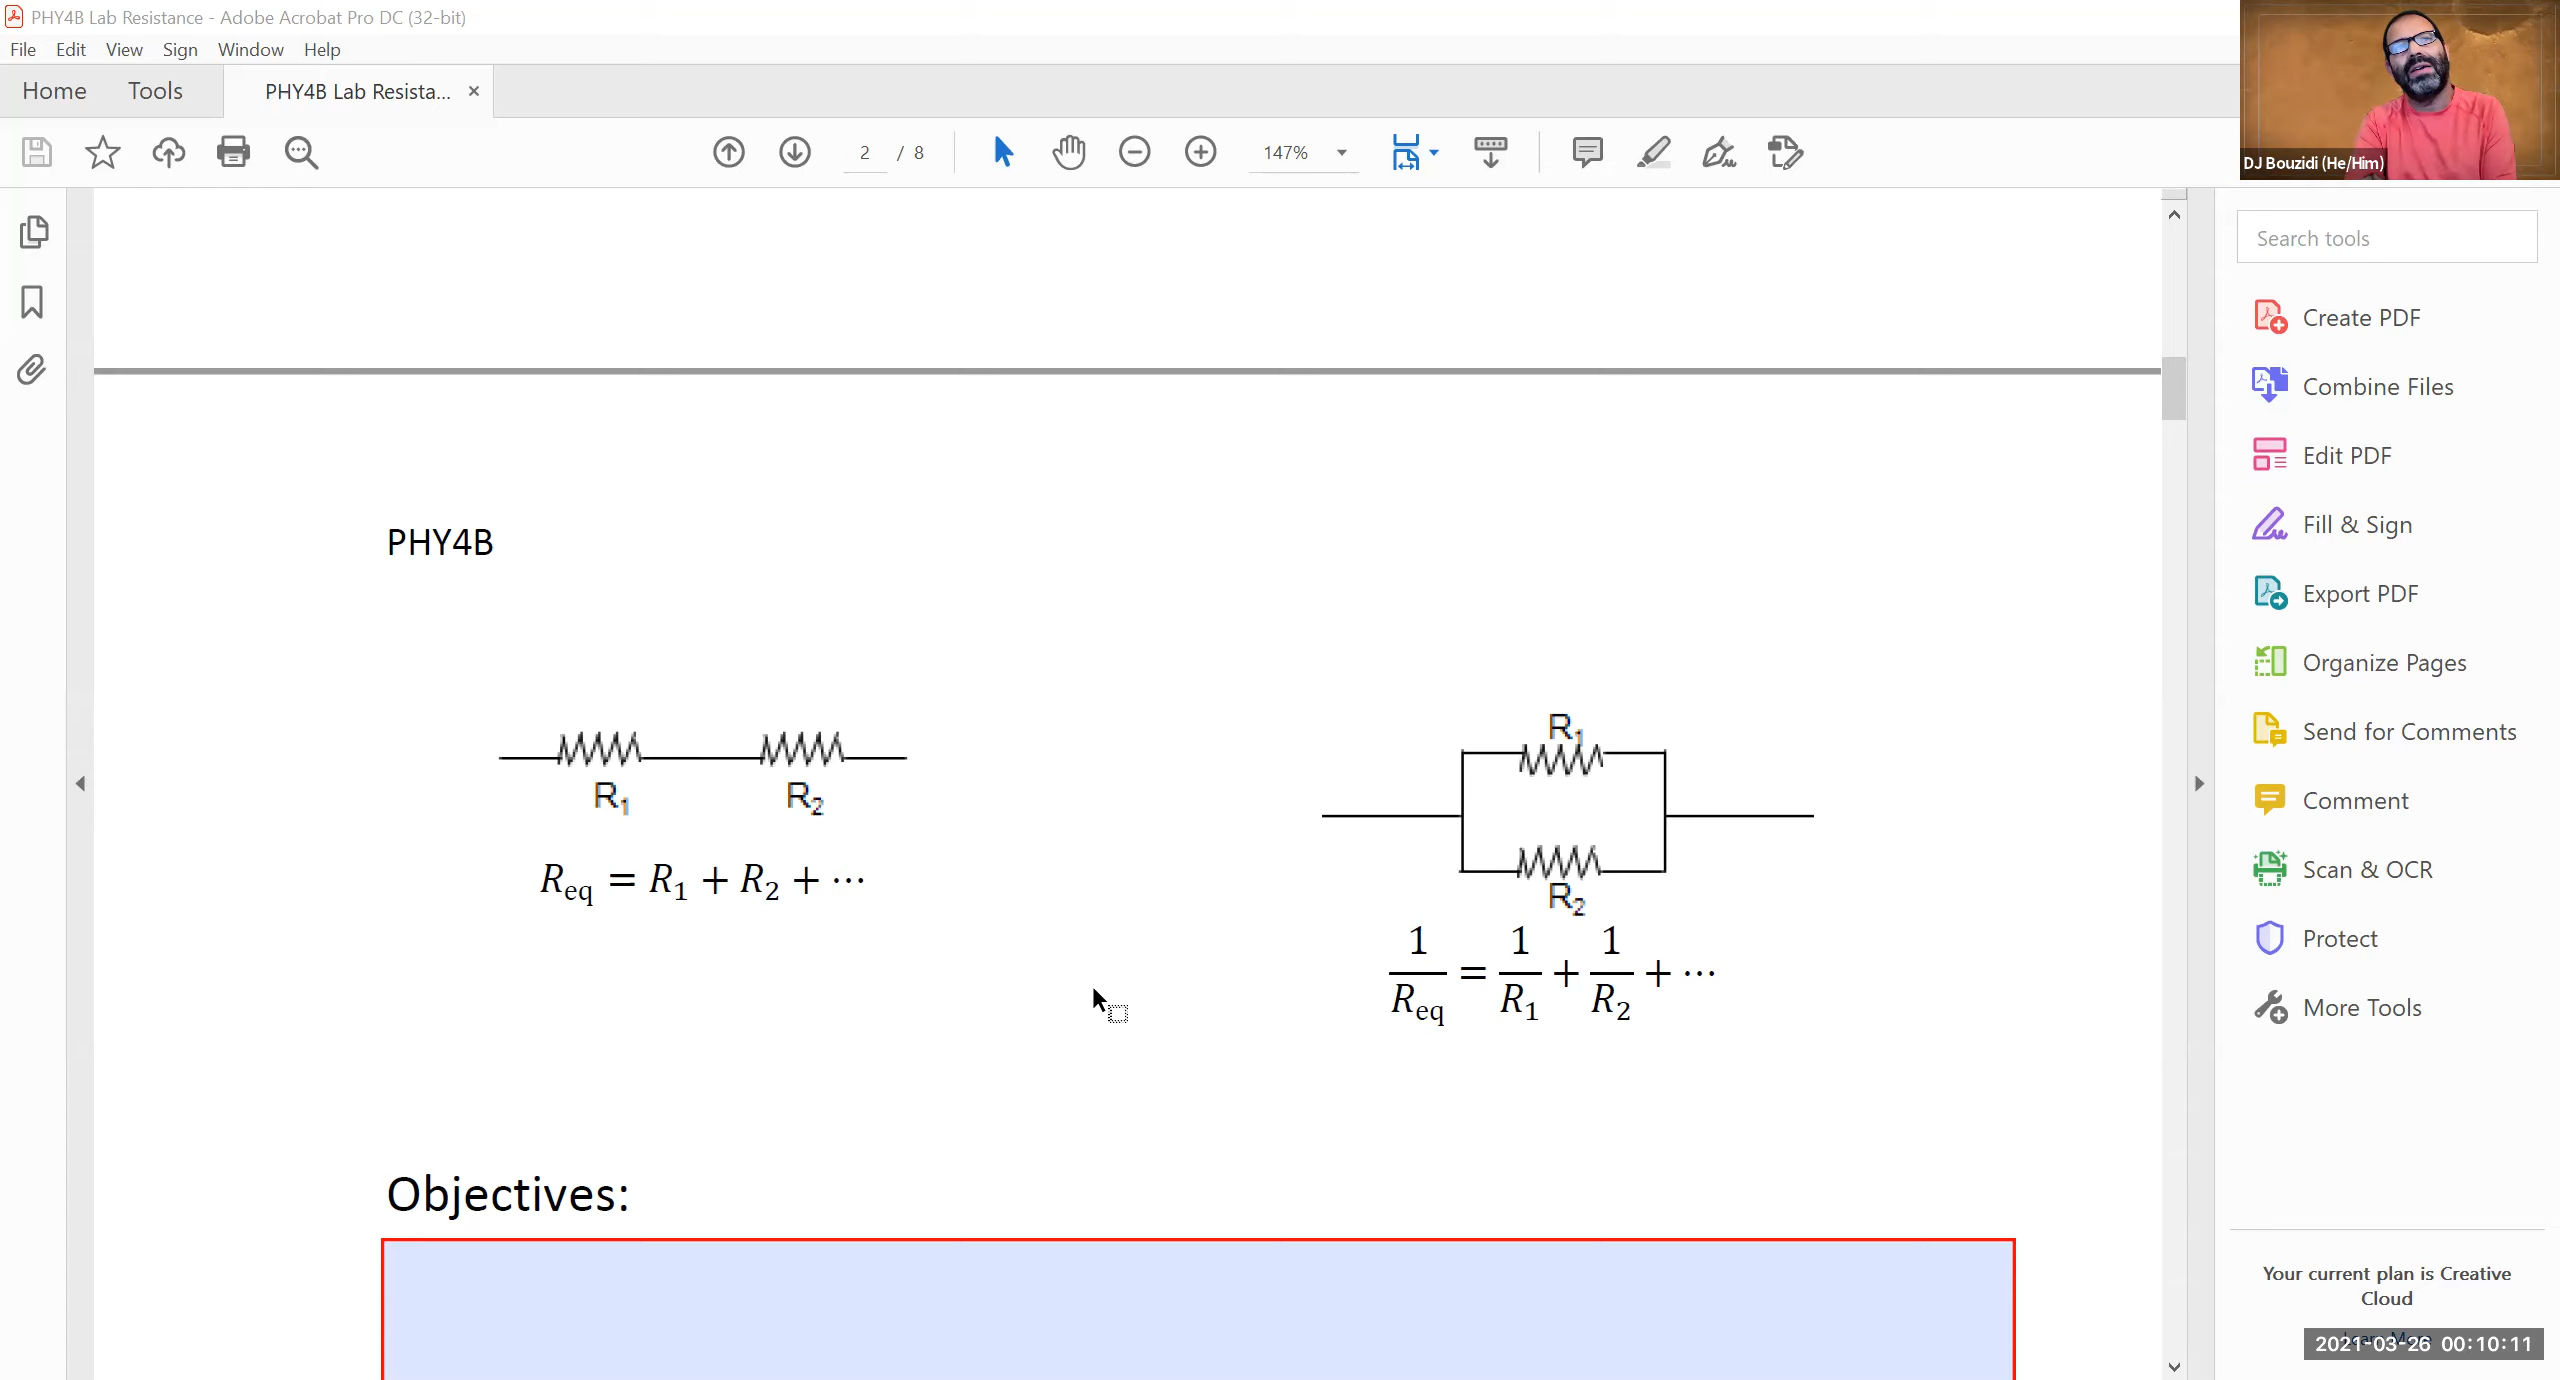 PHY4B Lab Resistance - Adobe Acrobat Pro DC (32-bit)
File Edit View Sign Window Help
Home Tools PHY4B Lab Resista... ×
2 / 8 147%
DJ Bouzidi (He/Him)
Search tools
Create PDF
Combine Files
Edit PDF
Fill & Sign
Export PDF
Organize Pages
Send for Comments
Comment
Scan & OCR
Protect
More Tools
Your current plan is Creative
Cloud
2021-03-26 00:10:11
PHY4B
R₁ R₂
R_eq = R₁ + R₂ + ⋯
R₁
R₂
1/R_eq = 1/R₁ + 1/R₂ + ⋯
Objectives: